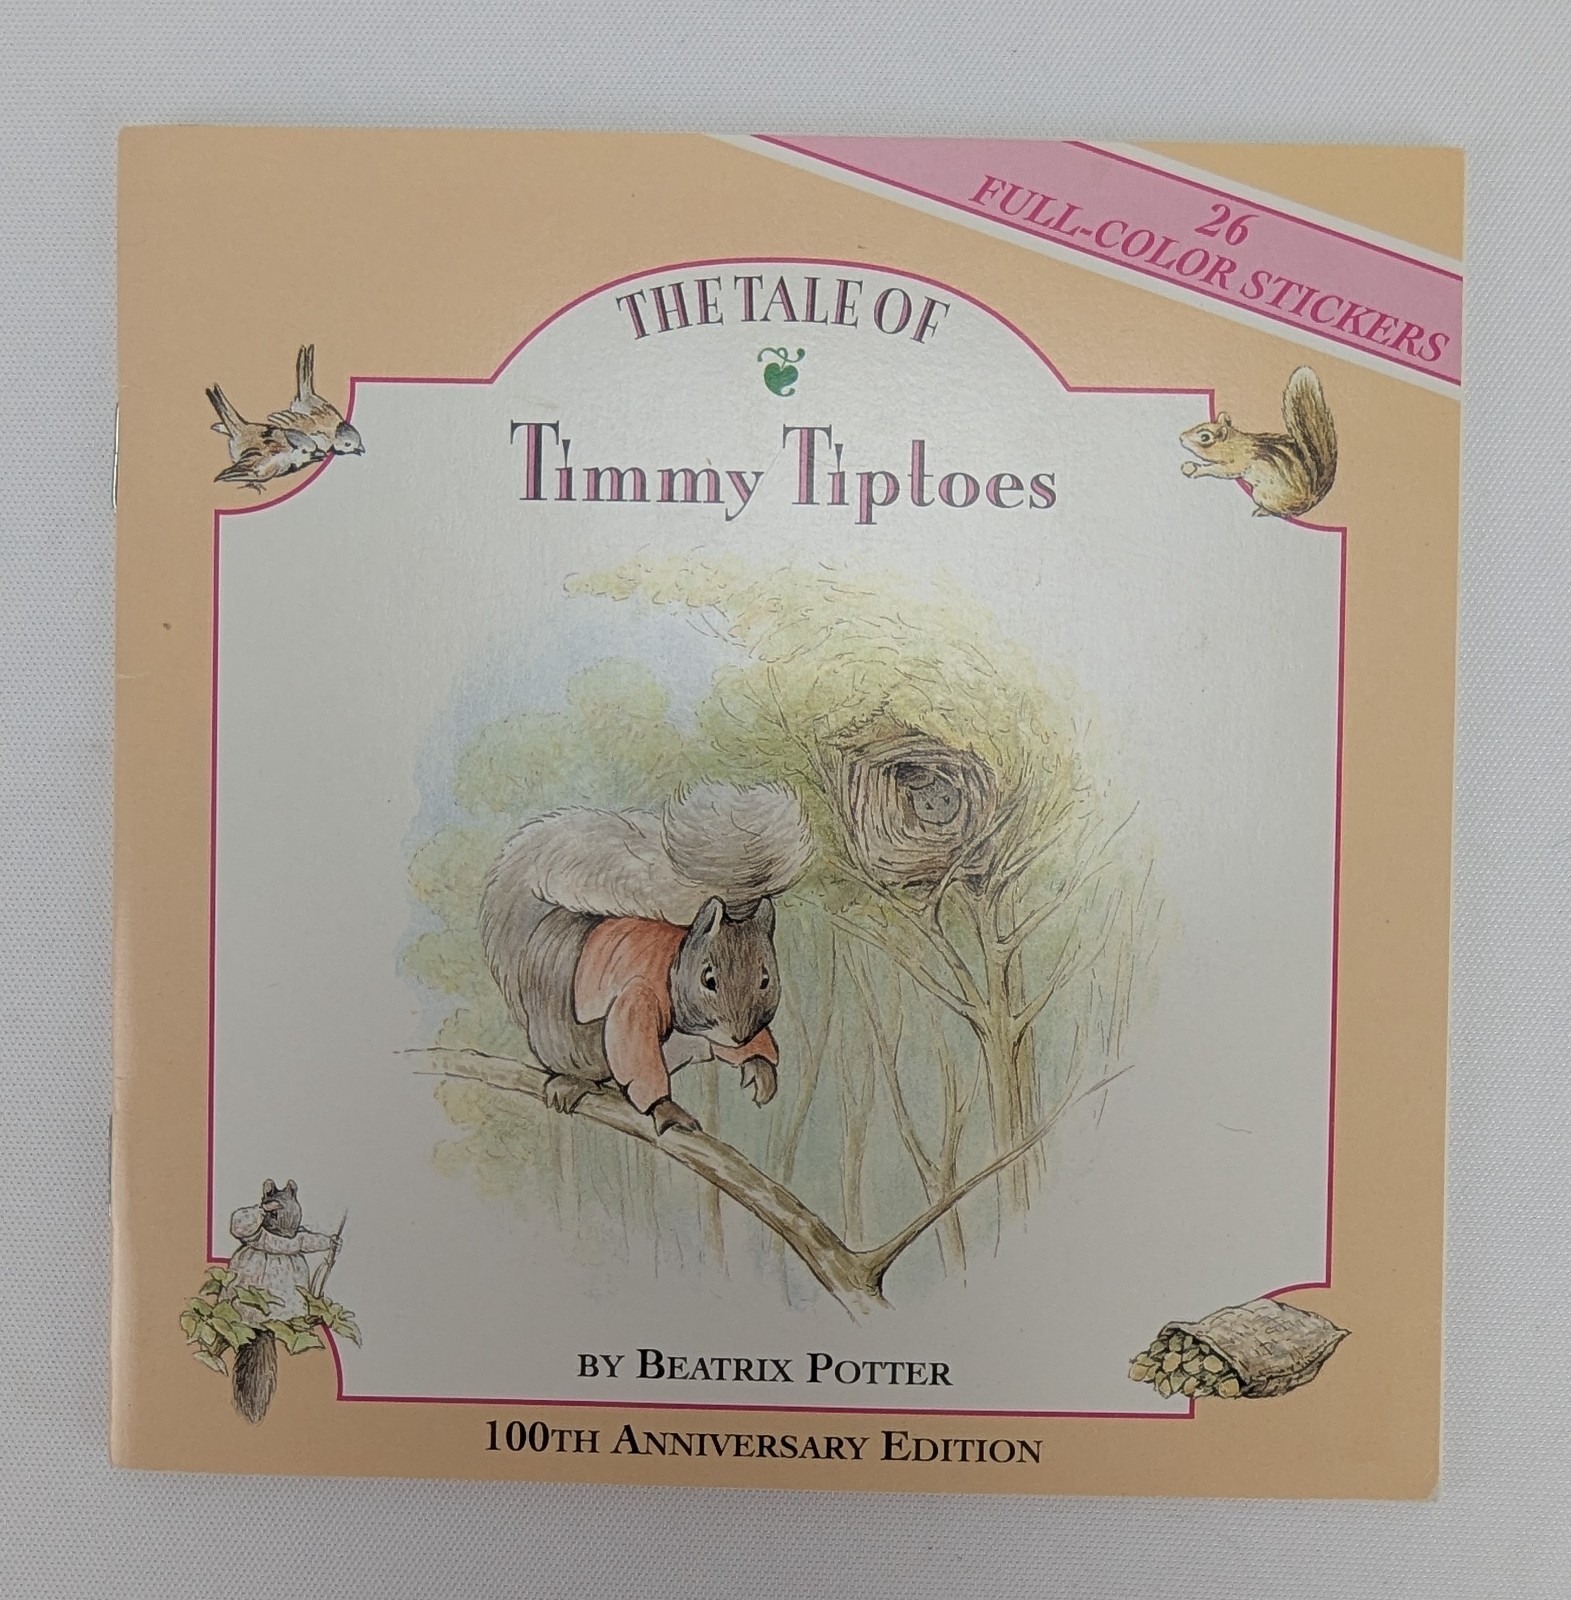 26
FULL-COLOR STICKERS
THE TALE OF
Timmy Tiptoes
BY BEATRIX POTTER
100TH ANNIVERSARY EDITION